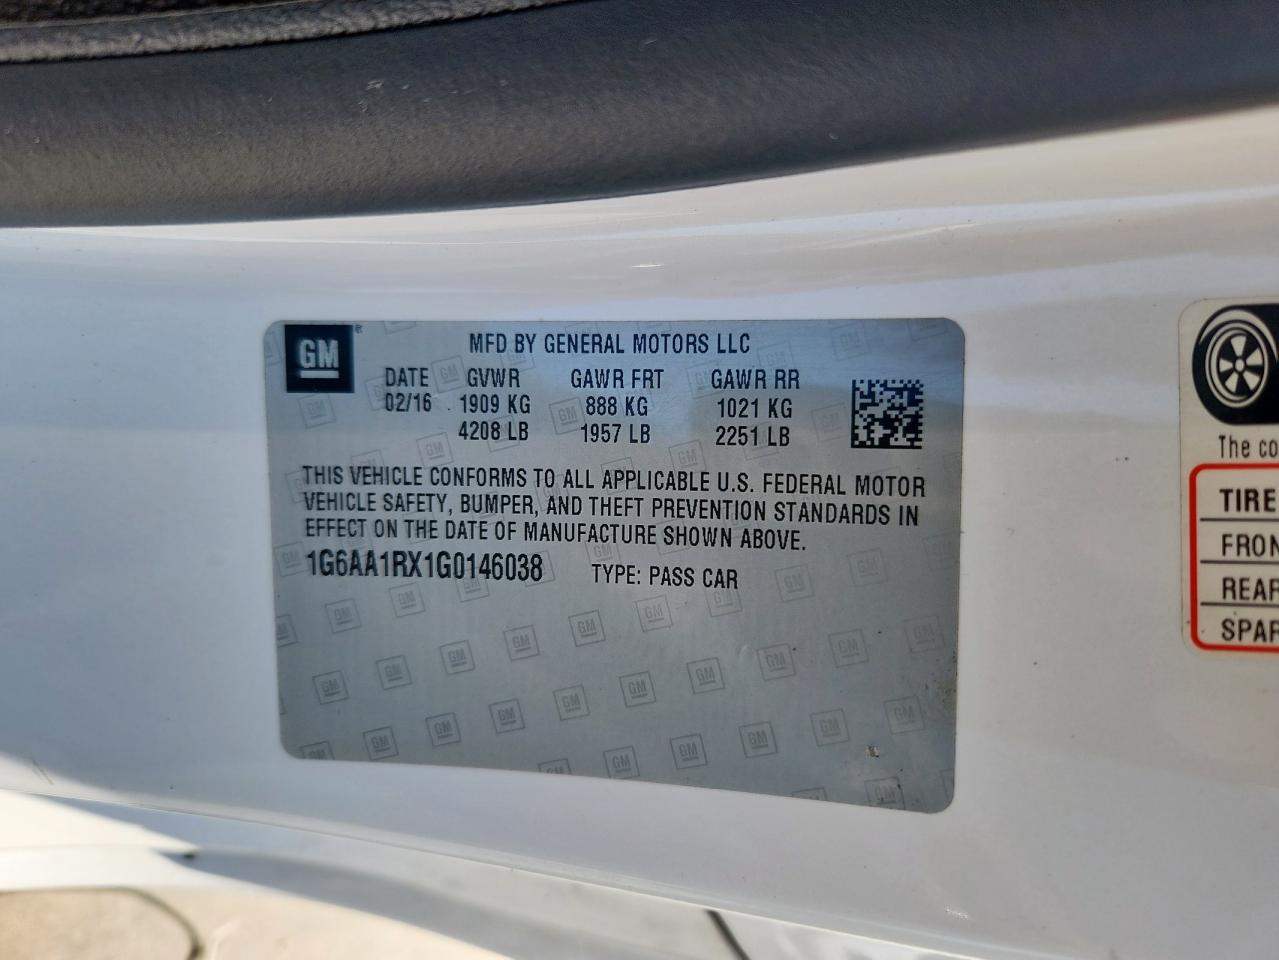 GM
MFD BY GENERAL MOTORS LLC
DATE GVWR GAWR FRT GAWR RR
02/16 1909 KG 888 KG 1021 KG
4208 LB 1957 LB 2251 LB
THIS VEHICLE CONFORMS TO ALL APPLICABLE U.S. FEDERAL MOTOR
VEHICLE SAFETY, BUMPER, AND THEFT PREVENTION STANDARDS IN
EFFECT ON THE DATE OF MANUFACTURE SHOWN ABOVE.
1G6AA1RX1G0146038 TYPE: PASS CAR
The co
TIRE
FRON
REAR
SPAR